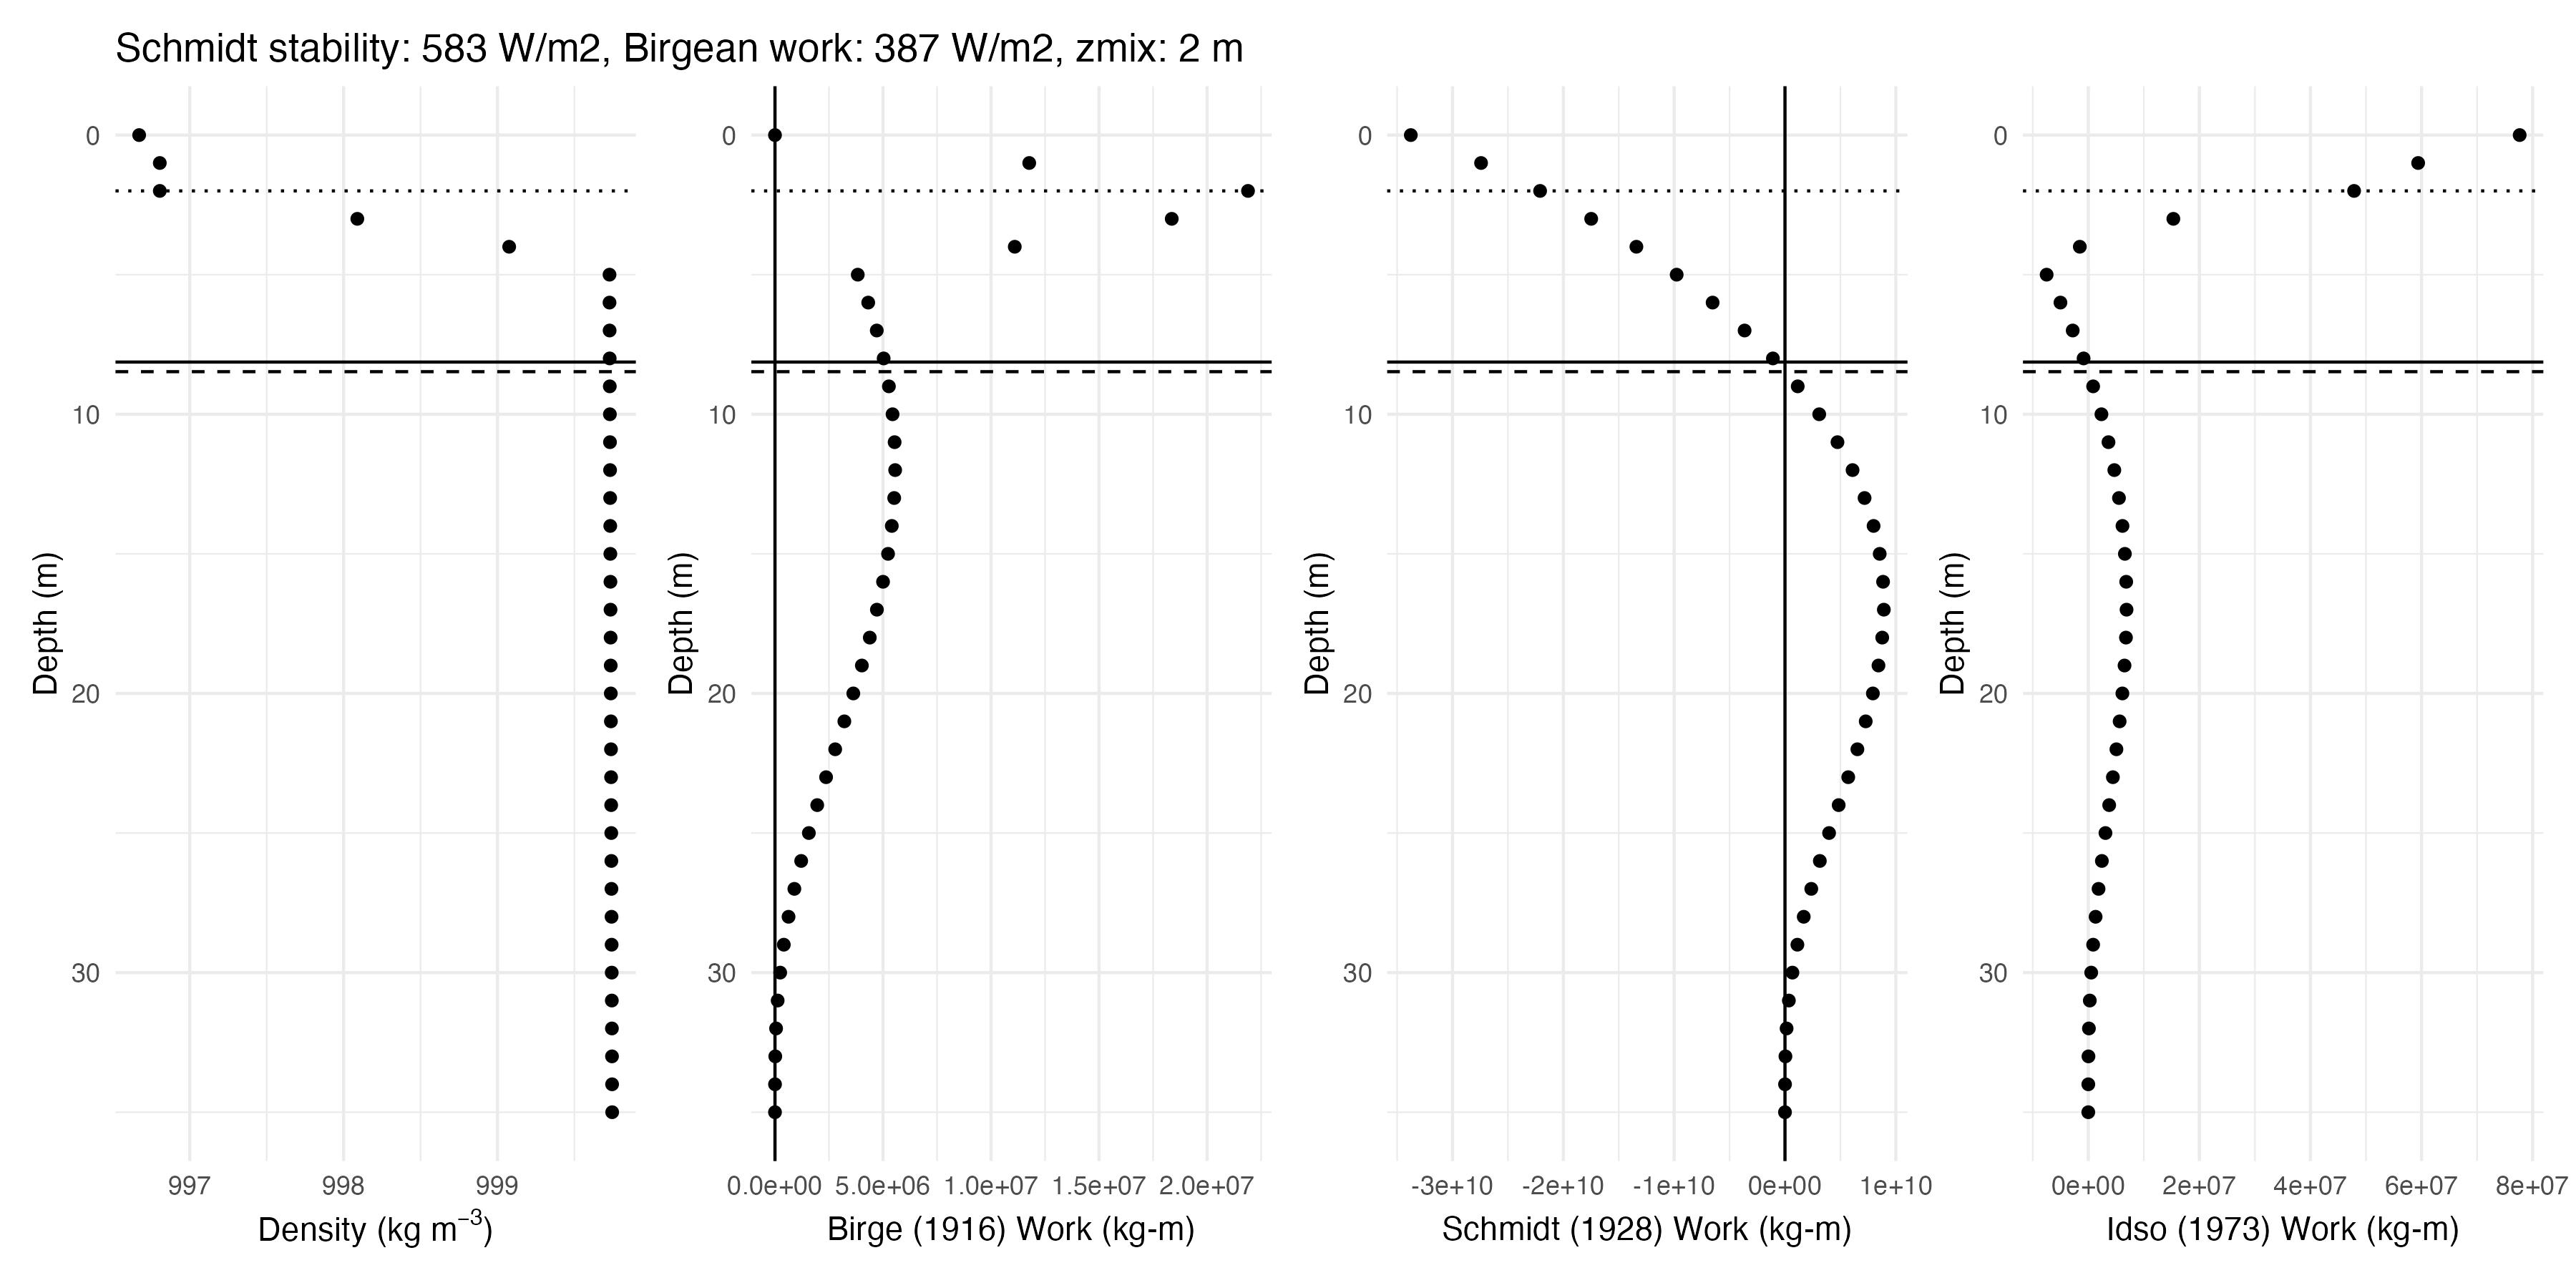 Schmidt stability: 583 W/m2, Birgean work: 387 W/m2, zmix: 2 m
Depth (m)
0
10
20
30
997 998 999
Density (kg m⁻³)
Depth (m)
0
10
20
30
0.0e+00 5.0e+06 1.0e+07 1.5e+07 2.0e+07
Birge (1916) Work (kg-m)
Depth (m)
0
10
20
30
-3e+10 -2e+10 -1e+10 0e+00 1e+10
Schmidt (1928) Work (kg-m)
Depth (m)
0
10
20
30
0e+00 2e+07 4e+07 6e+07 8e+07
Idso (1973) Work (kg-m)